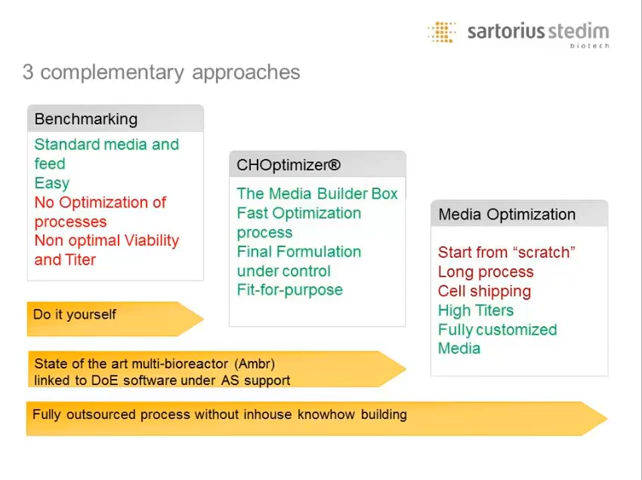 sartorius stedim
biotech
3 complementary approaches
Benchmarking
Standard media and
feed
Easy
No Optimization of
processes
Non optimal Viability
and Titer
CHOptimizer®
The Media Builder Box
Fast Optimization
process
Final Formulation
under control
Fit-for-purpose
Media Optimization
Start from “scratch”
Long process
Cell shipping
High Titers
Fully customized
Media
Do it yourself
State of the art multi-bioreactor (Ambr)
linked to DoE software under AS support
Fully outsourced process without inhouse knowhow building